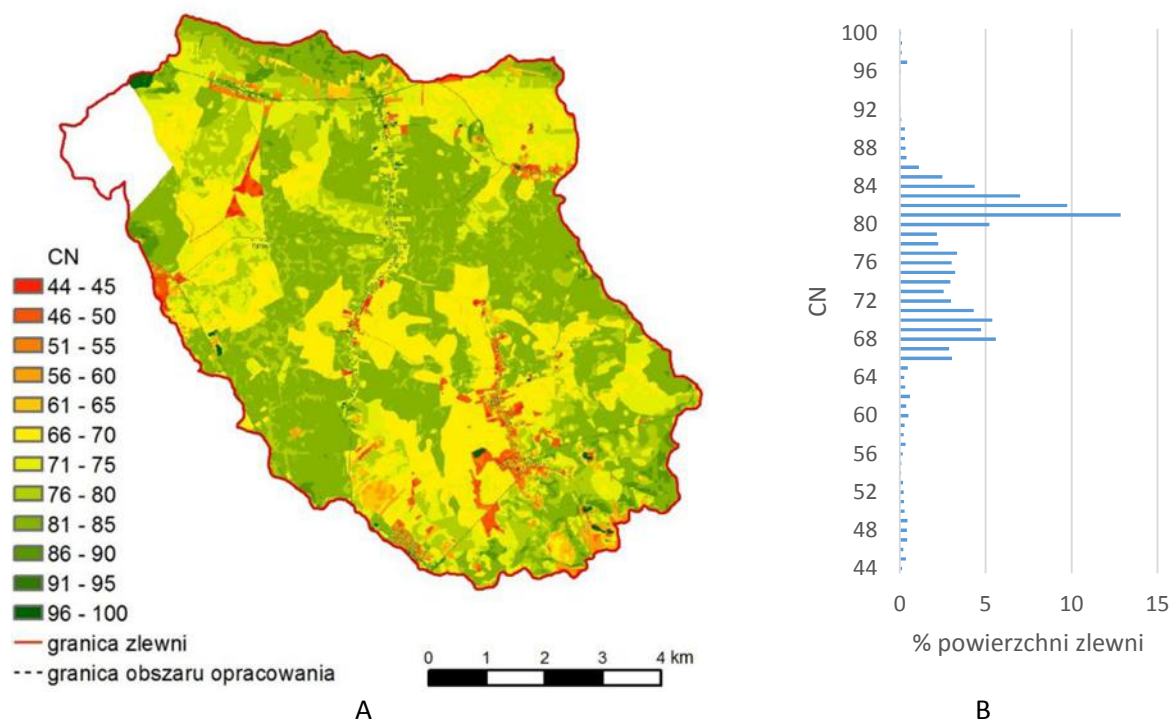 CN
44 - 45
46 - 50
51 - 55
56 - 60
61 - 65
66 - 70
71 - 75
76 - 80
81 - 85
86 - 90
91 - 95
96 - 100
granica zlewni
granica obszaru opracowania
0 1 2 3 4 km
A
100
96
92
88
84
80
76
72
68
64
60
56
52
48
44
CN
0 5 10 15
% powierzchni zlewni
B